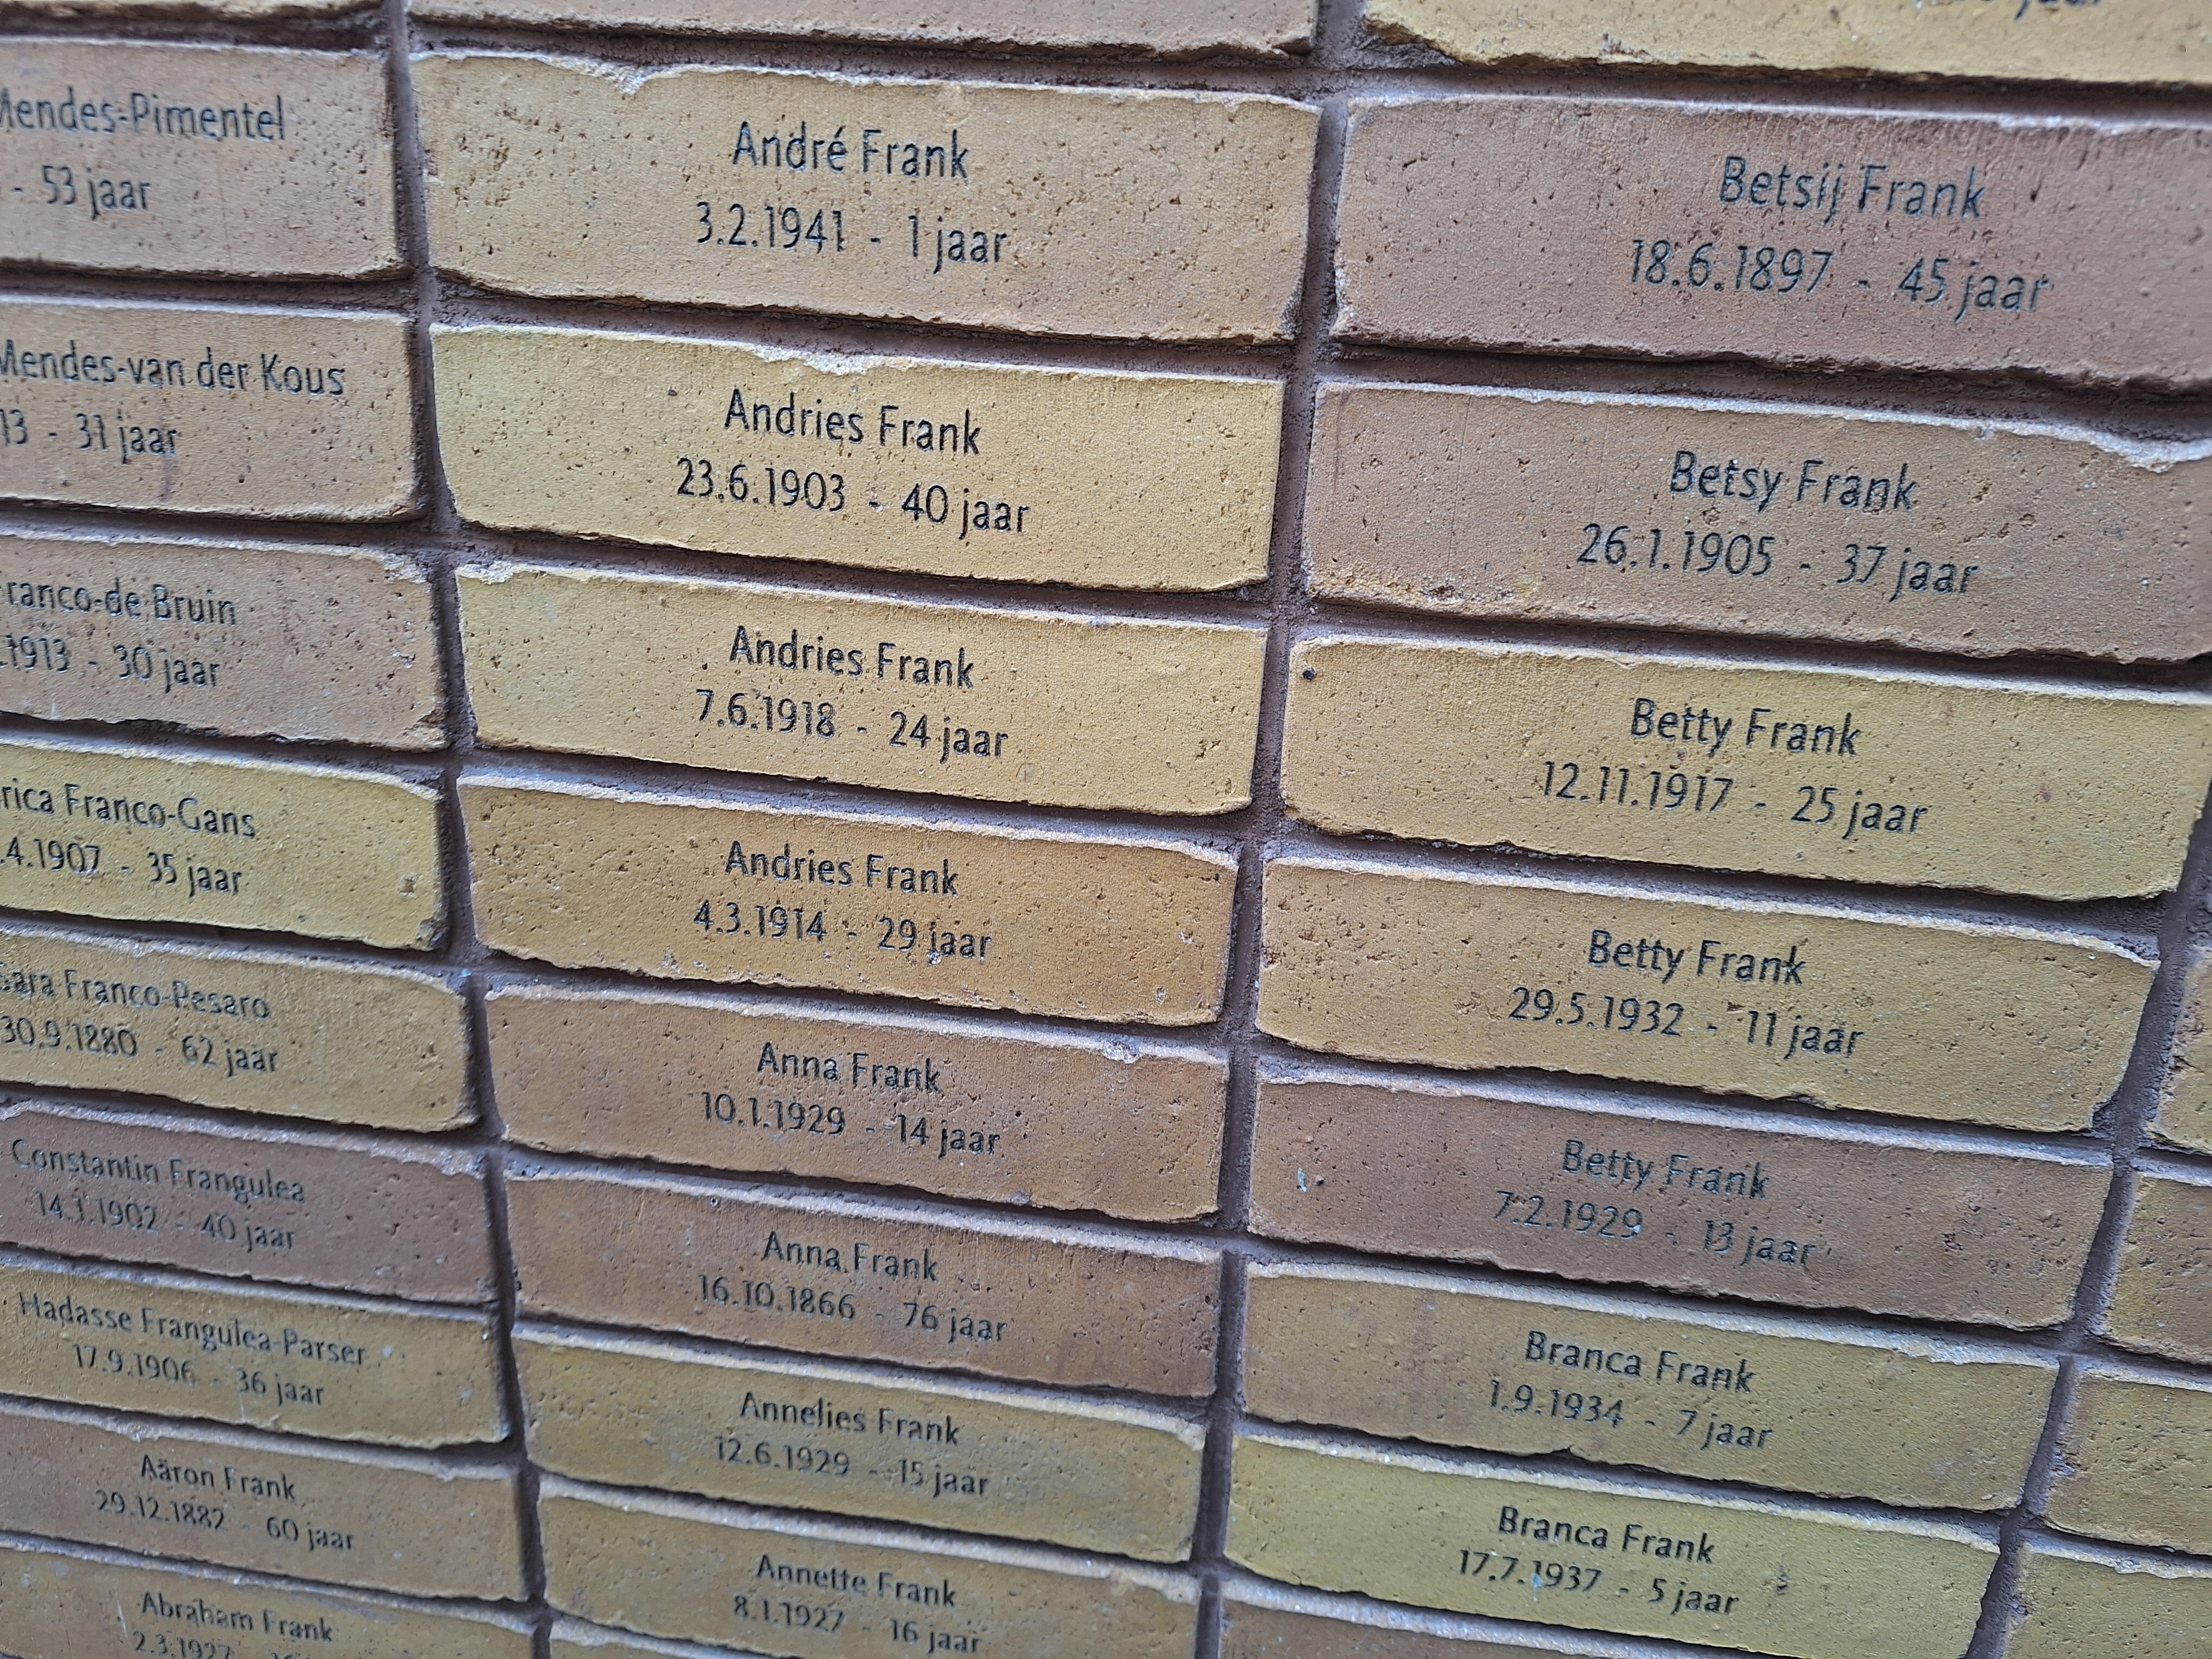 Mendes-Pimentel
- 53 jaar
Mendes-van der Kous
13 - 31 jaar
ranco-de Bruin
.1913 - 30 jaar
rica Franco-Gans
.4.1907 - 35 jaar
Sara Franco-Pesaro
30.9.1880 - 62 jaar
Constantin Frangulea
14.1.1902 - 40 jaar
Hadasse Frangulea-Parser
17.9.1906 - 36 jaar
Aäron Frank
29.12.1882 - 60 jaar
Abraham Frank
2.3.1927
André Frank
3.2.1941 - 1 jaar
Andries Frank
23.6.1903 - 40 jaar
Andries Frank
7.6.1918 - 24 jaar
Andries Frank
4.3.1914 - 29 jaar
Anna Frank
10.1.1929 - 14 jaar
Anna Frank
16.10.1866 - 76 jaar
Annelies Frank
12.6.1929 - 15 jaar
Annette Frank
8.1.1927 - 16 jaar
jaar
Betsij Frank
18.6.1897 - 45 jaar
Betsy Frank
26.1.1905 - 37 jaar
Betty Frank
12.11.1917 - 25 jaar
Betty Frank
29.5.1932 - 11 jaar
Betty Frank
7.2.1929 - 13 jaar
Branca Frank
1.9.1934 - 7 jaar
Branca Frank
17.7.1937 - 5 jaar